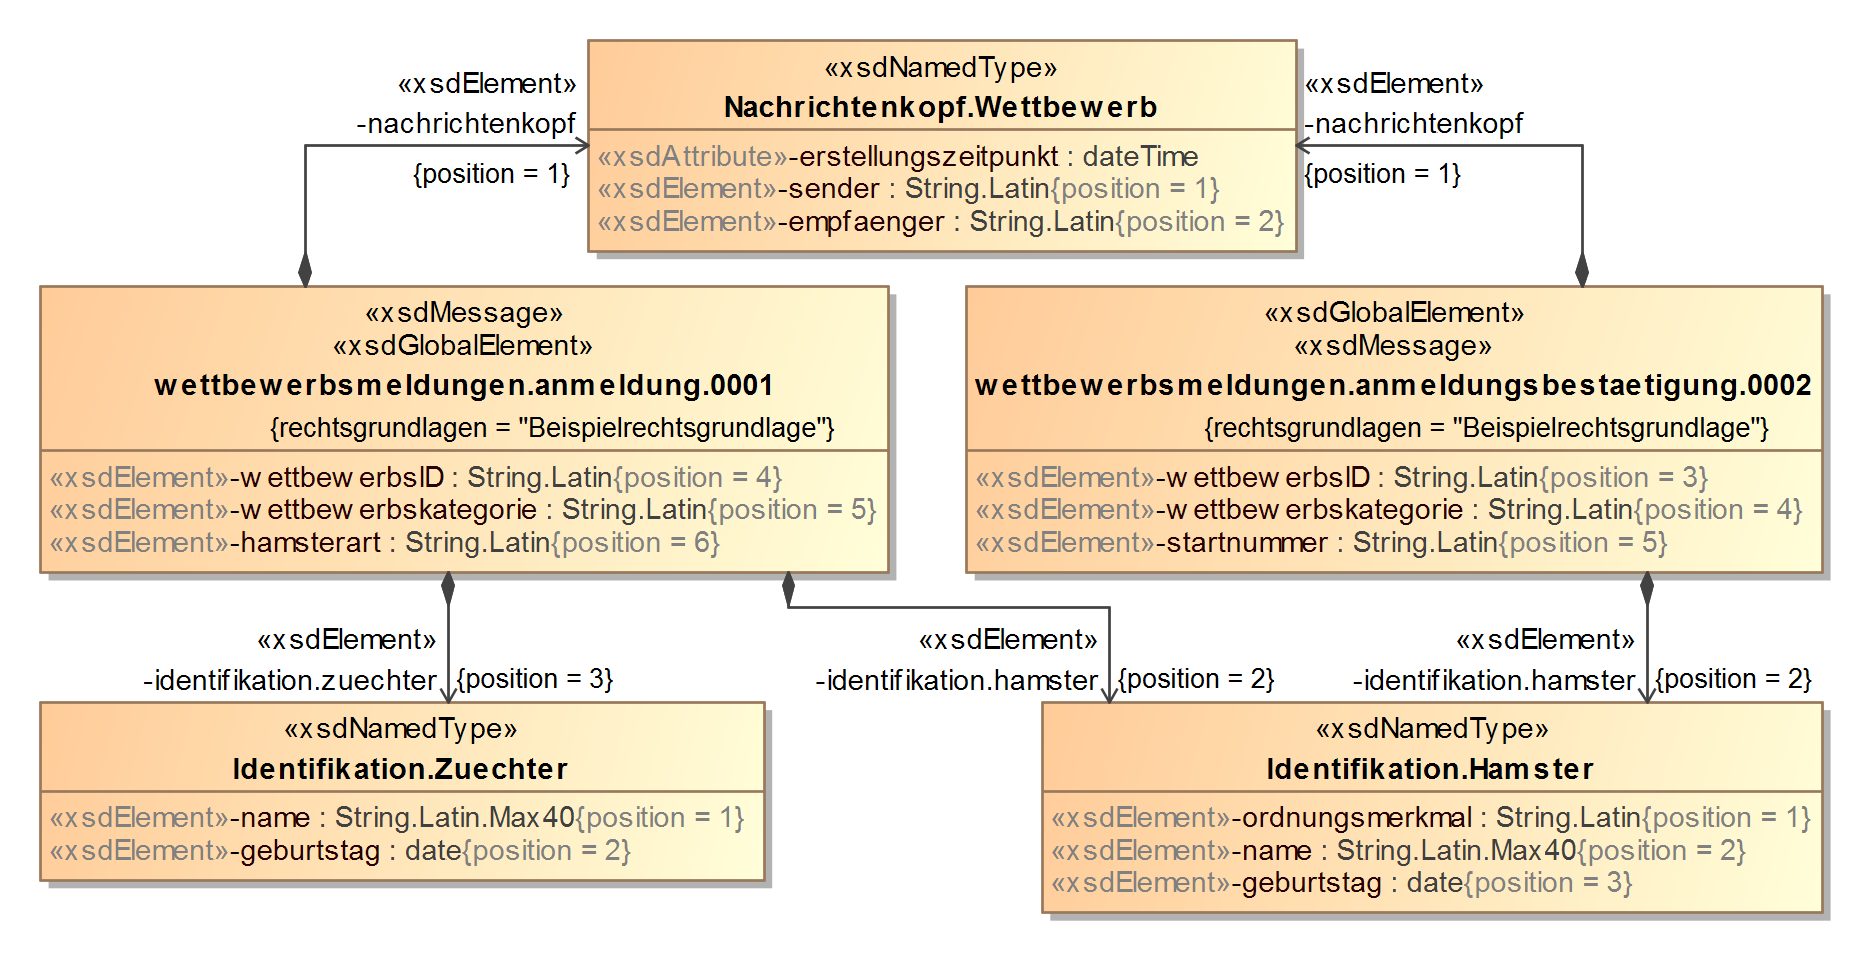 «xsdNamedType»
Nachrichtenkopf.Wettbewerb
«xsdAttribute»-erstellungszeitpunkt : dateTime
«xsdElement»-sender : String.Latin{position = 1}
«xsdElement»-empfaenger : String.Latin{position = 2}
«xsdElement»
-nachrichtenkopf
{position = 1}
«xsdElement»
-nachrichtenkopf
{position = 1}
«xsdMessage»
«xsdGlobalElement»
wettbewerbsmeldungen.anmeldung.0001
{rechtsgrundlagen = "Beispielrechtsgrundlage"}
«xsdElement»-wettbewerbsID : String.Latin{position = 4}
«xsdElement»-wettbewerbskategorie : String.Latin{position = 5}
«xsdElement»-hamsterart : String.Latin{position = 6}
«xsdGlobalElement»
«xsdMessage»
wettbewerbsmeldungen.anmeldungsbestaetigung.0002
{rechtsgrundlagen = "Beispielrechtsgrundlage"}
«xsdElement»-wettbewerbsID : String.Latin{position = 3}
«xsdElement»-wettbewerbskategorie : String.Latin{position = 4}
«xsdElement»-startnummer : String.Latin{position = 5}
«xsdElement»
-identifikation.zuechter {position = 3}
«xsdElement»
-identifikation.hamster {position = 2}
«xsdElement»
-identifikation.hamster {position = 2}
«xsdNamedType»
Identifikation.Zuechter
«xsdElement»-name : String.Latin.Max40{position = 1}
«xsdElement»-geburtstag : date{position = 2}
«xsdNamedType»
Identifikation.Hamster
«xsdElement»-ordnungsmerkmal : String.Latin{position = 1}
«xsdElement»-name : String.Latin.Max40{position = 2}
«xsdElement»-geburtstag : date{position = 3}